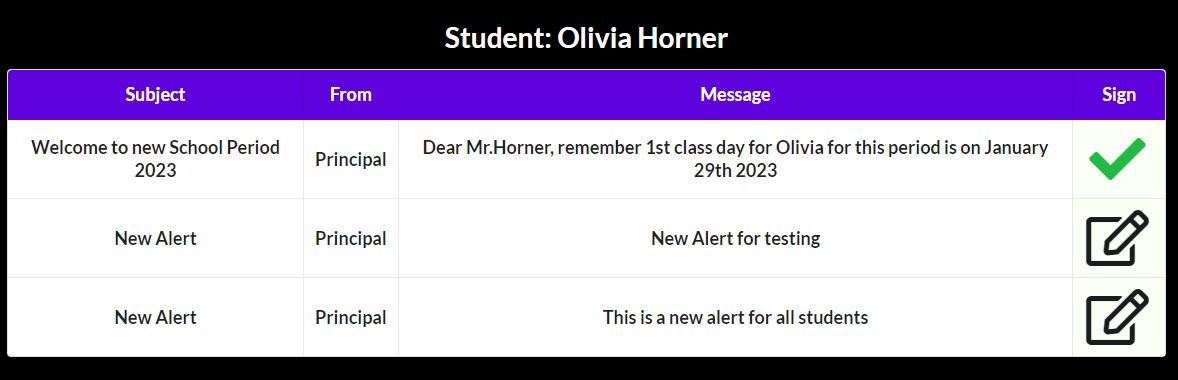 Student: Olivia Horner
Subject From Message Sign
Welcome to new School Period
2023
Principal
Dear Mr.Horner, remember 1st class day for Olivia for this period is on January
29th 2023
New Alert Principal New Alert for testing
New Alert Principal This is a new alert for all students